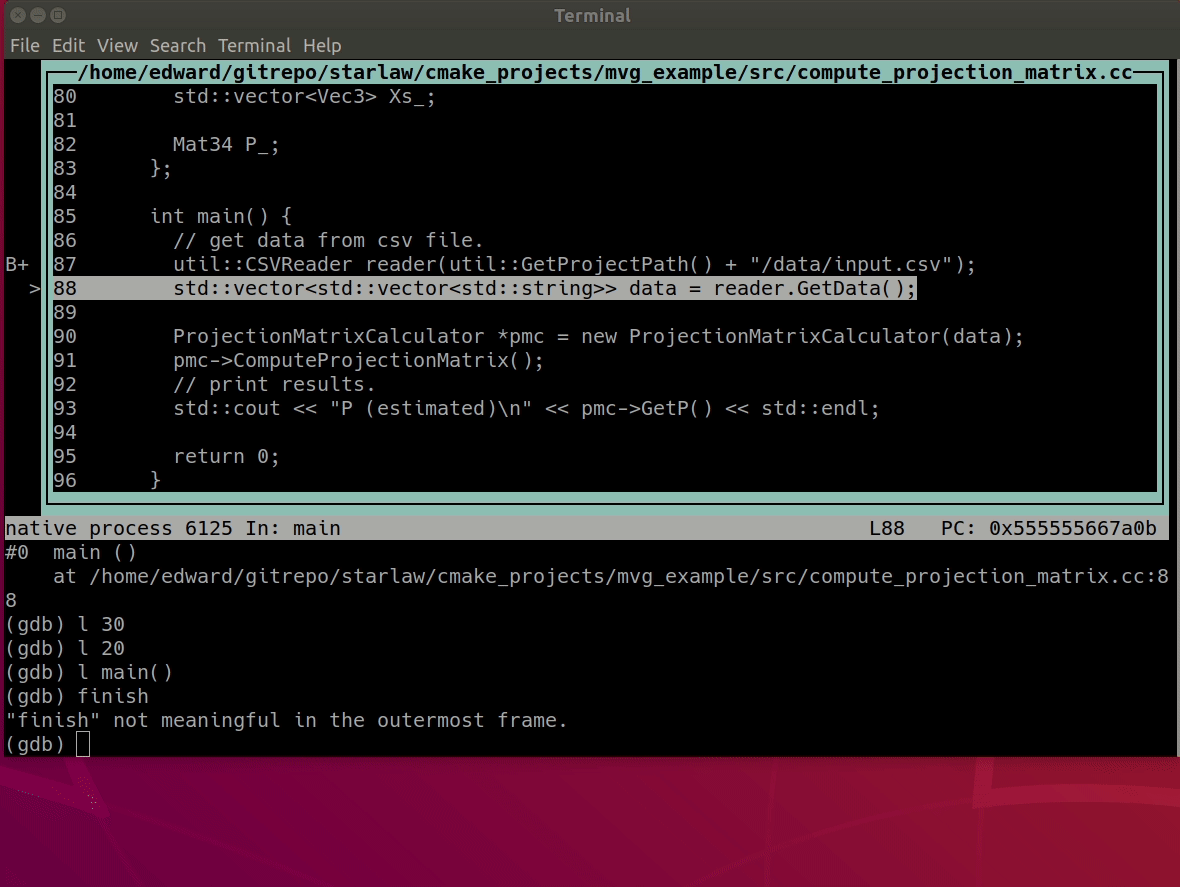 Terminal
File Edit View Search Terminal Help
/home/edward/gitrepo/starlaw/cmake_projects/mvg_example/src/compute_projection_matrix.cc
80        std::vector<Vec3> Xs_;
81
82        Mat34 P_;
83      };
84
85      int main() {
86        // get data from csv file.
B+ 87        util::CSVReader reader(util::GetProjectPath() + "/data/input.csv");
> 88        std::vector<std::vector<std::string>> data = reader.GetData();
89
90        ProjectionMatrixCalculator *pmc = new ProjectionMatrixCalculator(data);
91        pmc->ComputeProjectionMatrix();
92        // print results.
93        std::cout << "P (estimated)\n" << pmc->GetP() << std::endl;
94
95        return 0;
96      }
native process 6125 In: main L88 PC: 0x555555667a0b
#0  main ()
    at /home/edward/gitrepo/starlaw/cmake_projects/mvg_example/src/compute_projection_matrix.cc:8
8
(gdb) l 30
(gdb) l 20
(gdb) l main()
(gdb) finish
"finish" not meaningful in the outermost frame.
(gdb)